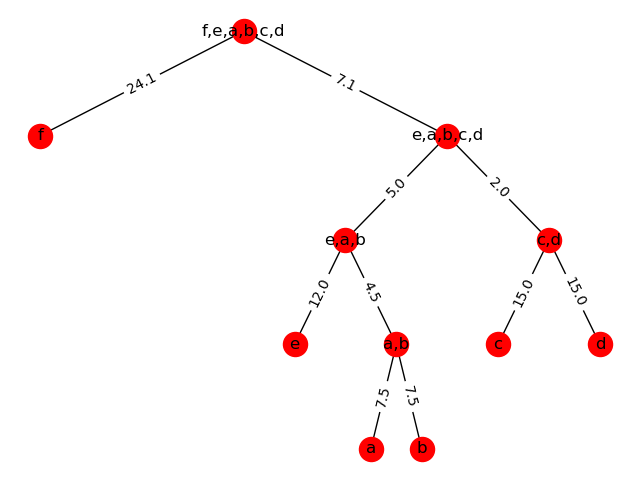 f,e,a,b,c,d
24.1
7.1
f
e,a,b,c,d
5.0
2.0
e,a,b
c,d
12.0
4.5
15.0
15.0
e
a,b
c
d
7.5
7.5
a
b